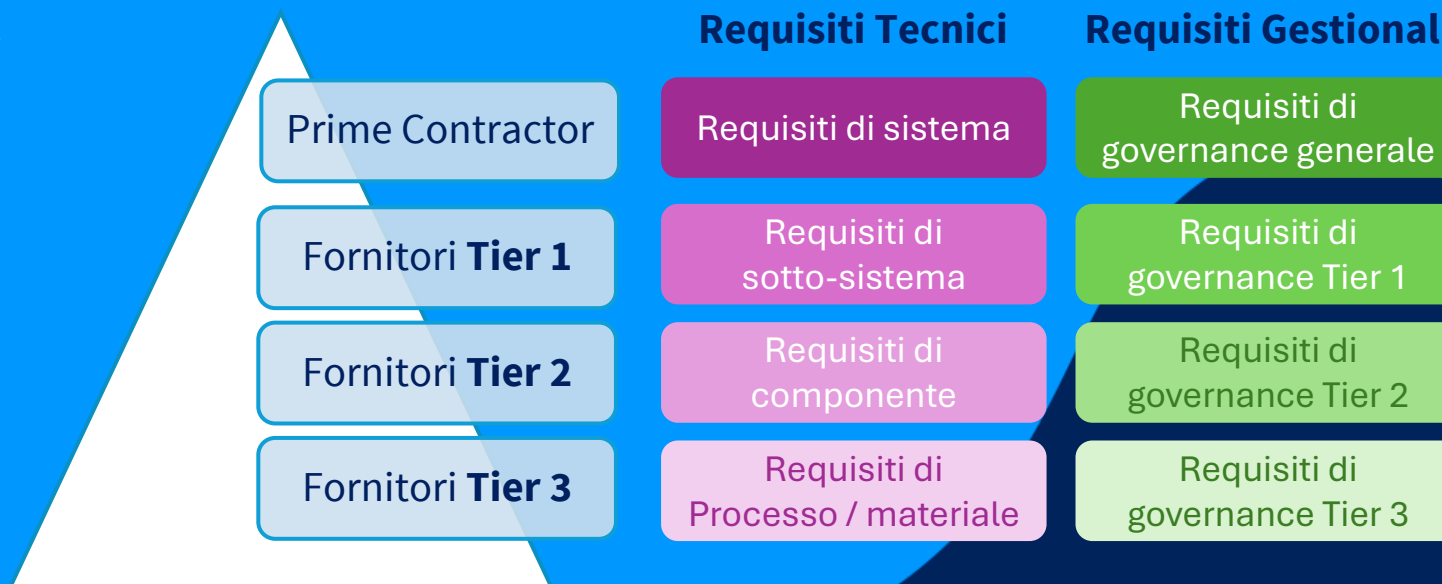 Requisiti Tecnici
Requisiti Gestional
Prime Contractor
Requisiti di sistema
Requisiti di
governance generale
Fornitori Tier 1
Requisiti di
sotto-sistema
Requisiti di
governance Tier 1
Fornitori Tier 2
Requisiti di
componente
Requisiti di
governance Tier 2
Fornitori Tier 3
Requisiti di
Processo / materiale
Requisiti di
governance Tier 3